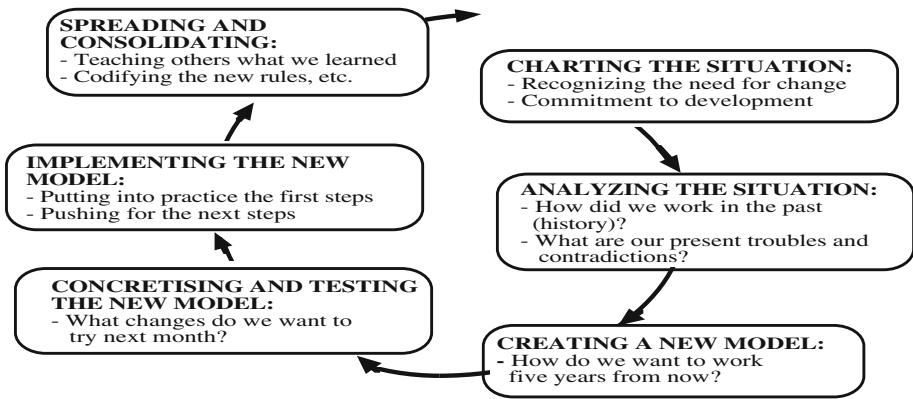 SPREADING AND
CONSOLIDATING:
- Teaching others what we learned
- Codifying the new rules, etc.
CHARTING THE SITUATION:
- Recognizing the need for change
- Commitment to development
ANALYZING THE SITUATION:
- How did we work in the past
(history)?
- What are our present troubles and
contradictions?
CREATING A NEW MODEL:
- How do we want to work
five years from now?
CONCRETISING AND TESTING
THE NEW MODEL:
- What changes do we want to
try next month?
IMPLEMENTING THE NEW
MODEL:
- Putting into practice the first steps
- Pushing for the next steps